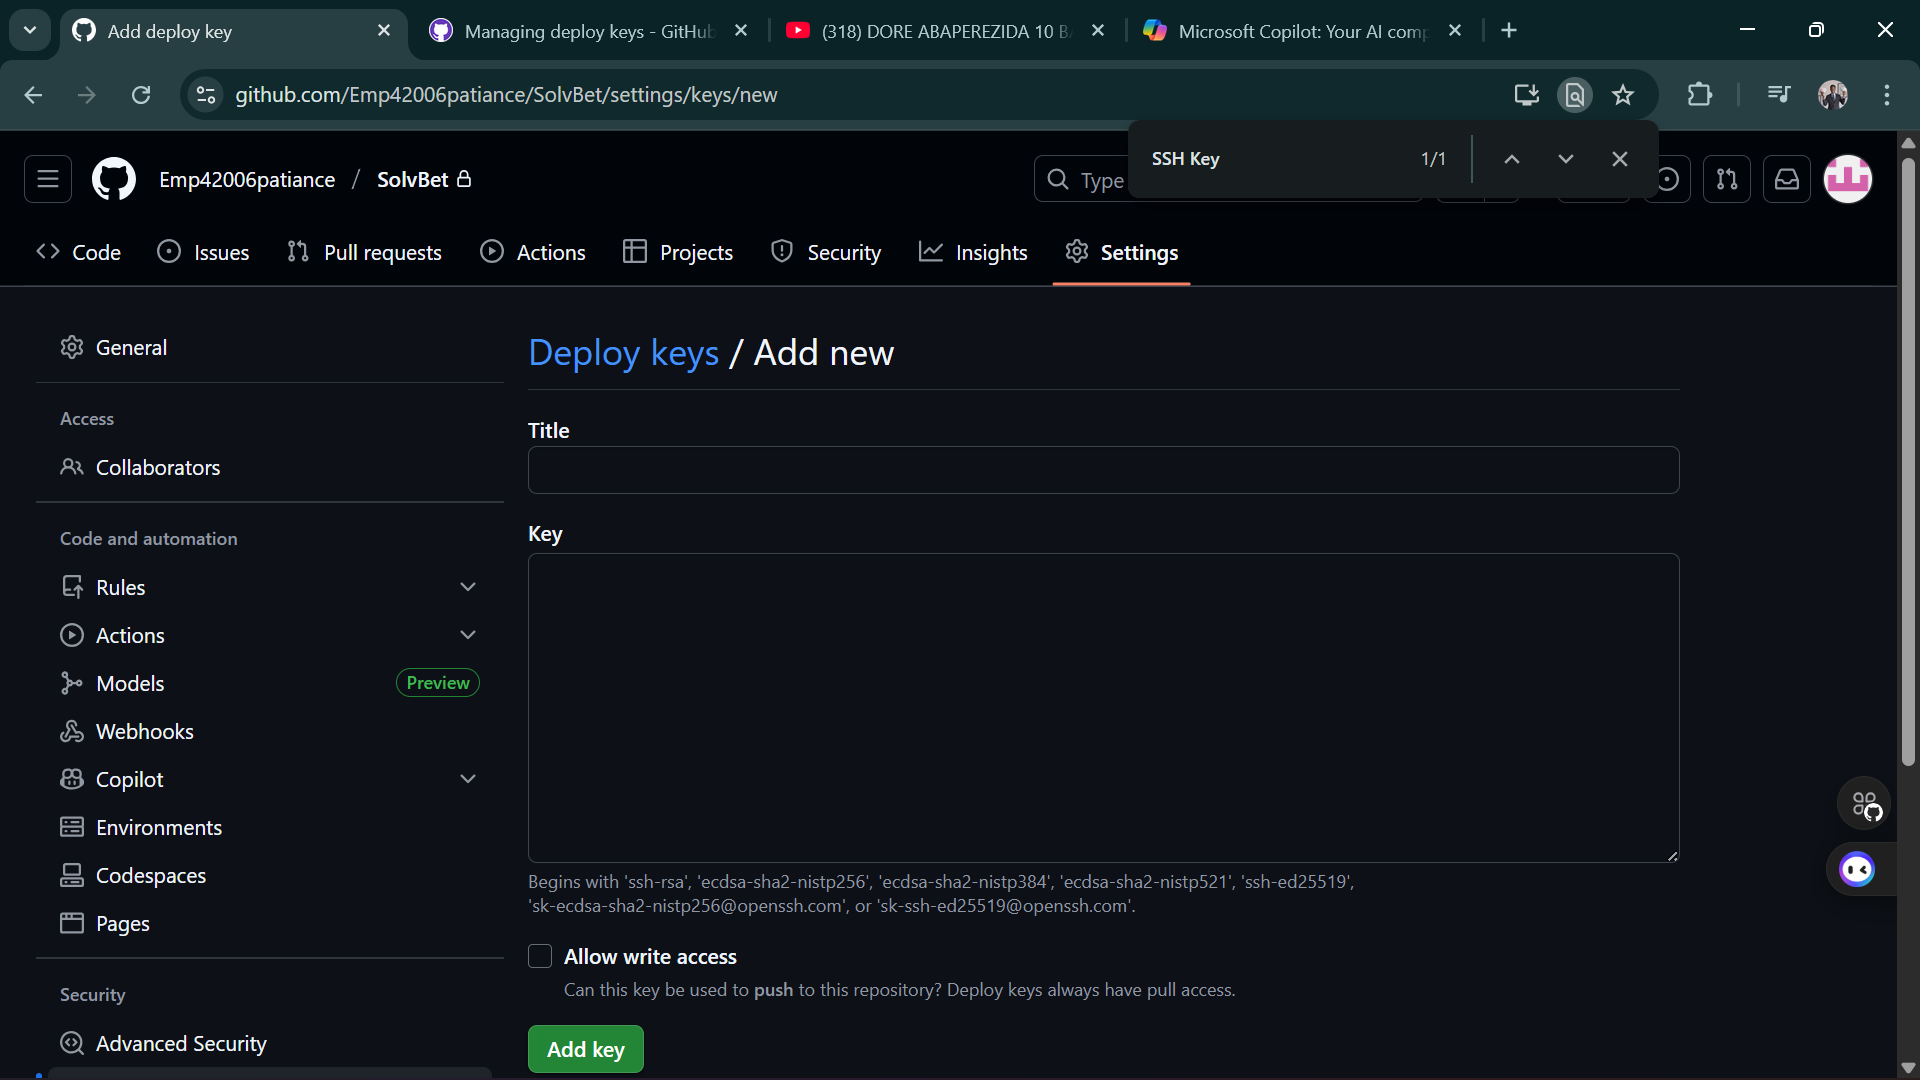 Add deploy key
Managing deploy keys - GitHub
(318) DORE ABAPEREZIDA 10 B
Microsoft Copilot: Your AI comp
github.com/Emp42006patiance/SolvBet/settings/keys/new
SSH Key 1/1
Emp42006patiance / SolvBet
Type
Code Issues Pull requests Actions Projects Security Insights Settings
General
Access
Collaborators
Code and automation
Rules
Actions
Models Preview
Webhooks
Copilot
Environments
Codespaces
Pages
Security
Advanced Security
Deploy keys / Add new
Title
Key
Begins with 'ssh-rsa', 'ecdsa-sha2-nistp256', 'ecdsa-sha2-nistp384', 'ecdsa-sha2-nistp521', 'ssh-ed25519',
'sk-ecdsa-sha2-nistp256@openssh.com', or 'sk-ssh-ed25519@openssh.com'.
Allow write access
Can this key be used to push to this repository? Deploy keys always have pull access.
Add key